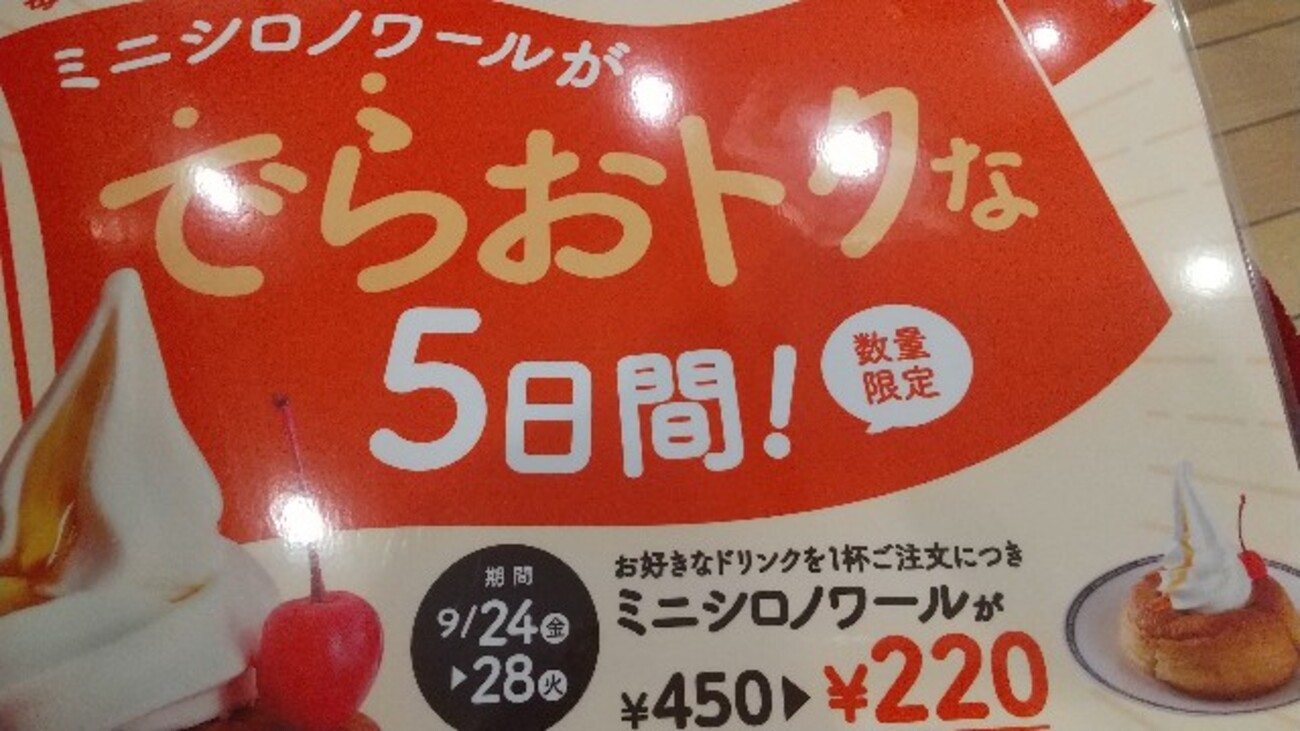 ミニシロノワールが
でらおトクな
5日間!
数量
限定
期間
9/24金
▶28火
お好きなドリンクを1杯ご注文につき
ミニシロノワールが
¥450▶¥220